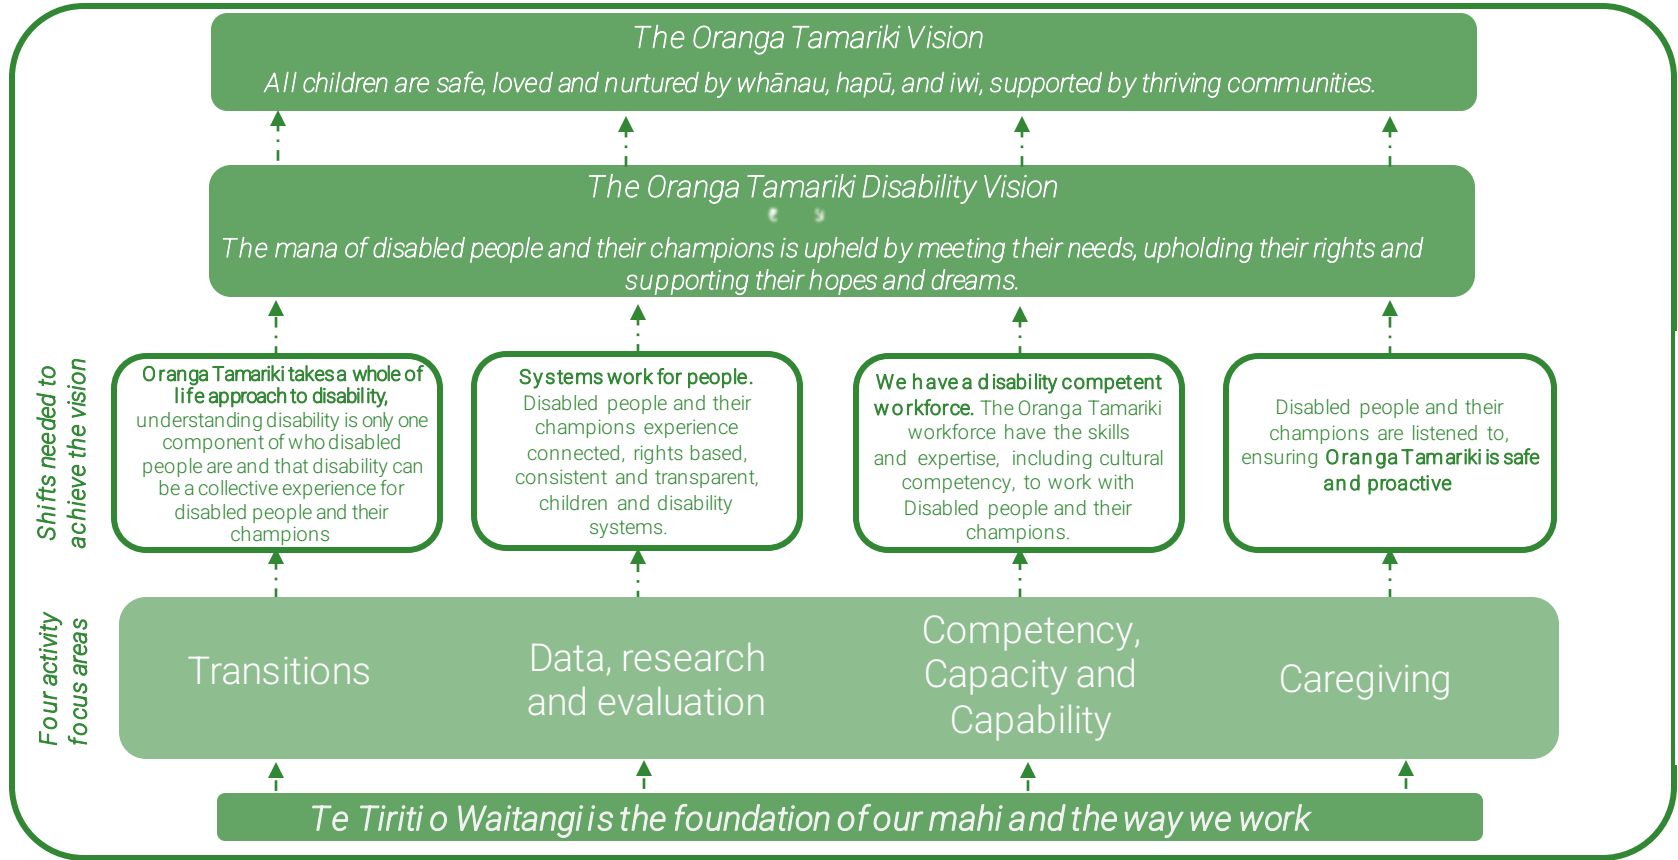 The Oranga Tamariki Vision
All children are safe, loved and nurtured by whānau, hapū, and iwi, supported by thriving communities.
The Oranga Tamariki Disability Vision
The mana of disabled people and their champions is upheld by meeting their needs, upholding their rights and
supporting their hopes and dreams.
Shifts needed to
achieve the vision
Oranga Tamariki takes a whole of
life approach to disability,
understanding disability is only one
component of who disabled
people are and that disability can
be a collective experience for
disabled people and their
champions
Systems work for people.
Disabled people and their
champions experience
connected, rights based,
consistent and transparent,
children and disability
systems.
We have a disability competent
workforce. The Oranga Tamariki
workforce have the skills
and expertise, including cultural
competency, to work with
Disabled people and their
champions.
Disabled people and their
champions are listened to,
ensuring Oranga Tamariki is safe
and proactive
Four activity
focus areas
Transitions
Data, research
and evaluation
Competency,
Capacity and
Capability
Caregiving
Te Tiriti o Waitangi is the foundation of our mahi and the way we work